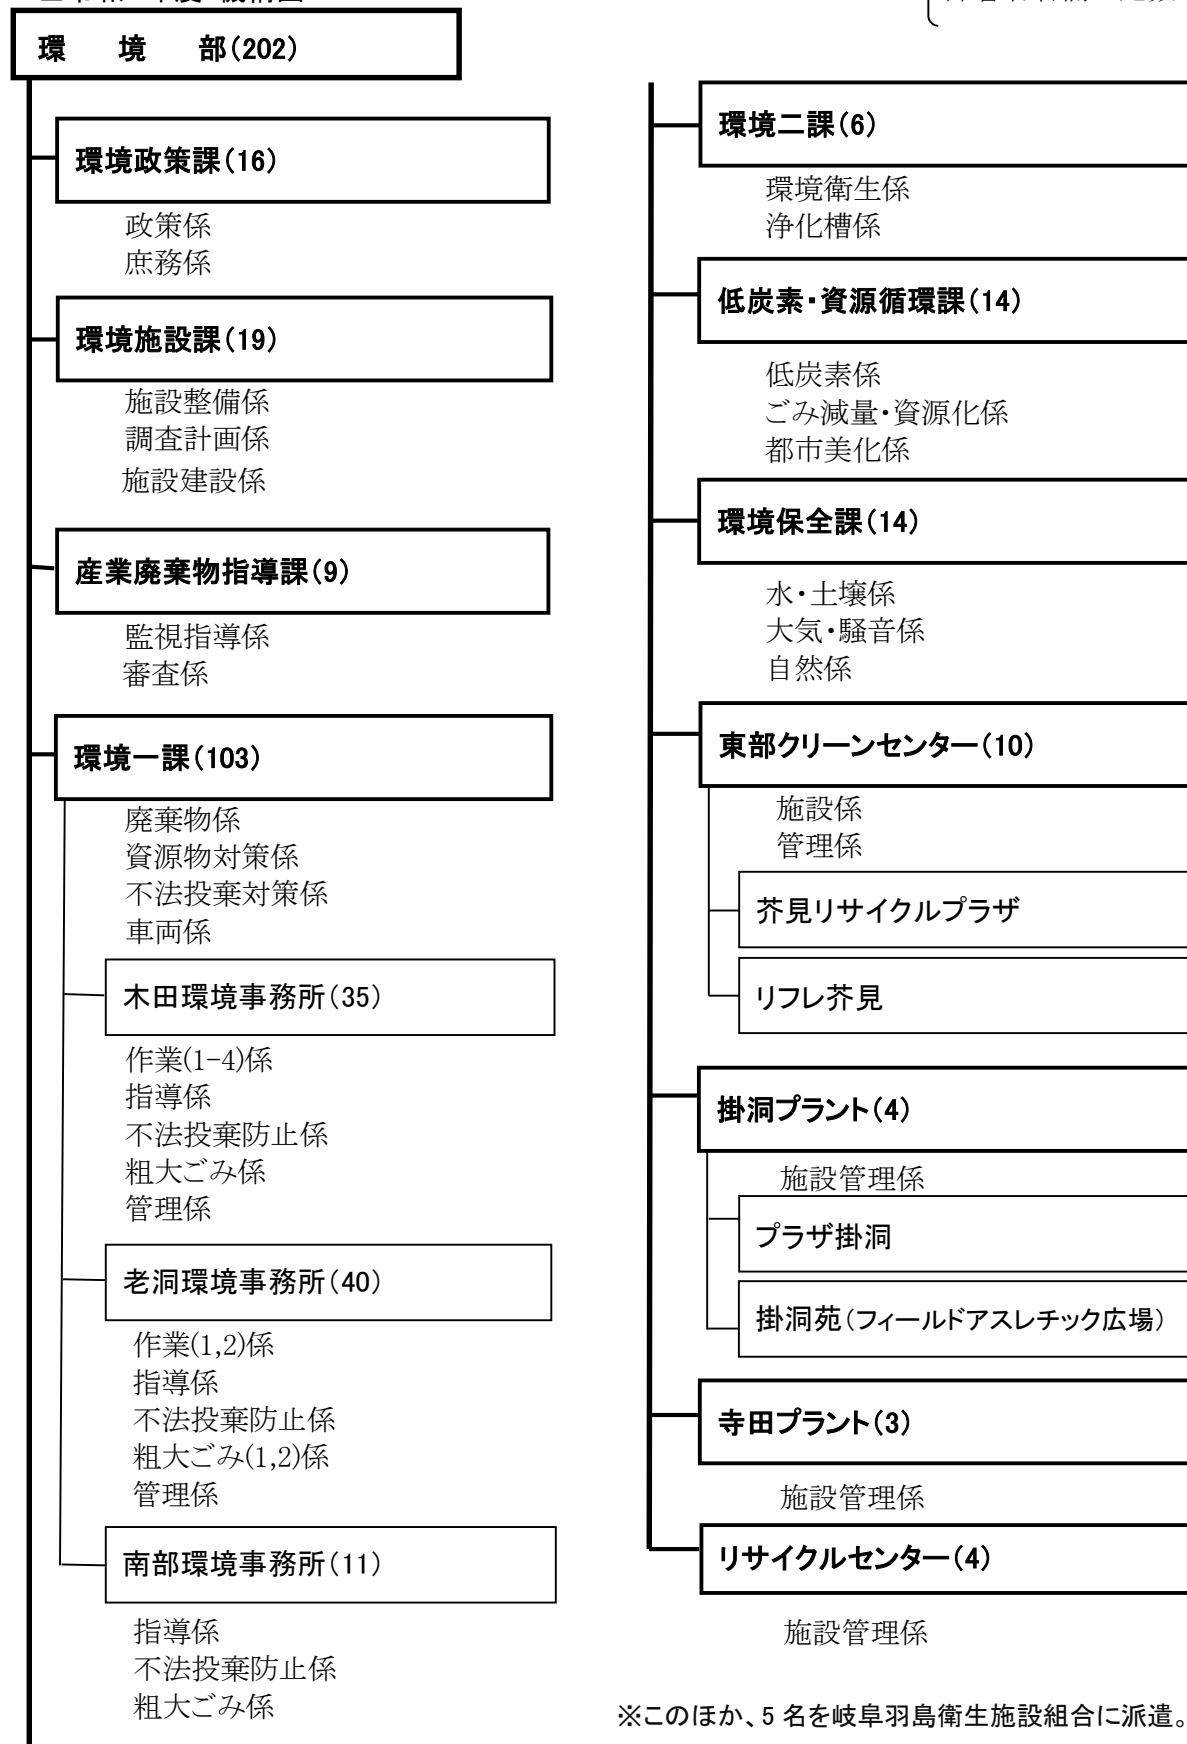 環　境　部(202)
環境政策課(16)
政策係
庶務係
環境施設課(19)
施設整備係
調査計画係
施設建設係
産業廃棄物指導課(9)
監視指導係
審査係
環境一課(103)
廃棄物係
資源物対策係
不法投棄対策係
車両係
木田環境事務所(35)
作業(1-4)係
指導係
不法投棄防止係
粗大ごみ係
管理係
老洞環境事務所(40)
作業(1,2)係
指導係
不法投棄防止係
粗大ごみ(1,2)係
管理係
南部環境事務所(11)
指導係
不法投棄防止係
粗大ごみ係
環境二課(6)
環境衛生係
浄化槽係
低炭素・資源循環課(14)
低炭素係
ごみ減量・資源化係
都市美化係
環境保全課(14)
水・土壌係
大気・騒音係
自然係
東部クリーンセンター(10)
施設係
管理係
芥見リサイクルプラザ
リフレ芥見
掛洞プラント(4)
施設管理係
プラザ掛洞
掛洞苑(フィールドアスレチック広場)
寺田プラント(3)
施設管理係
リサイクルセンター(4)
施設管理係
※このほか、5 名を岐阜羽島衛生施設組合に派遣。